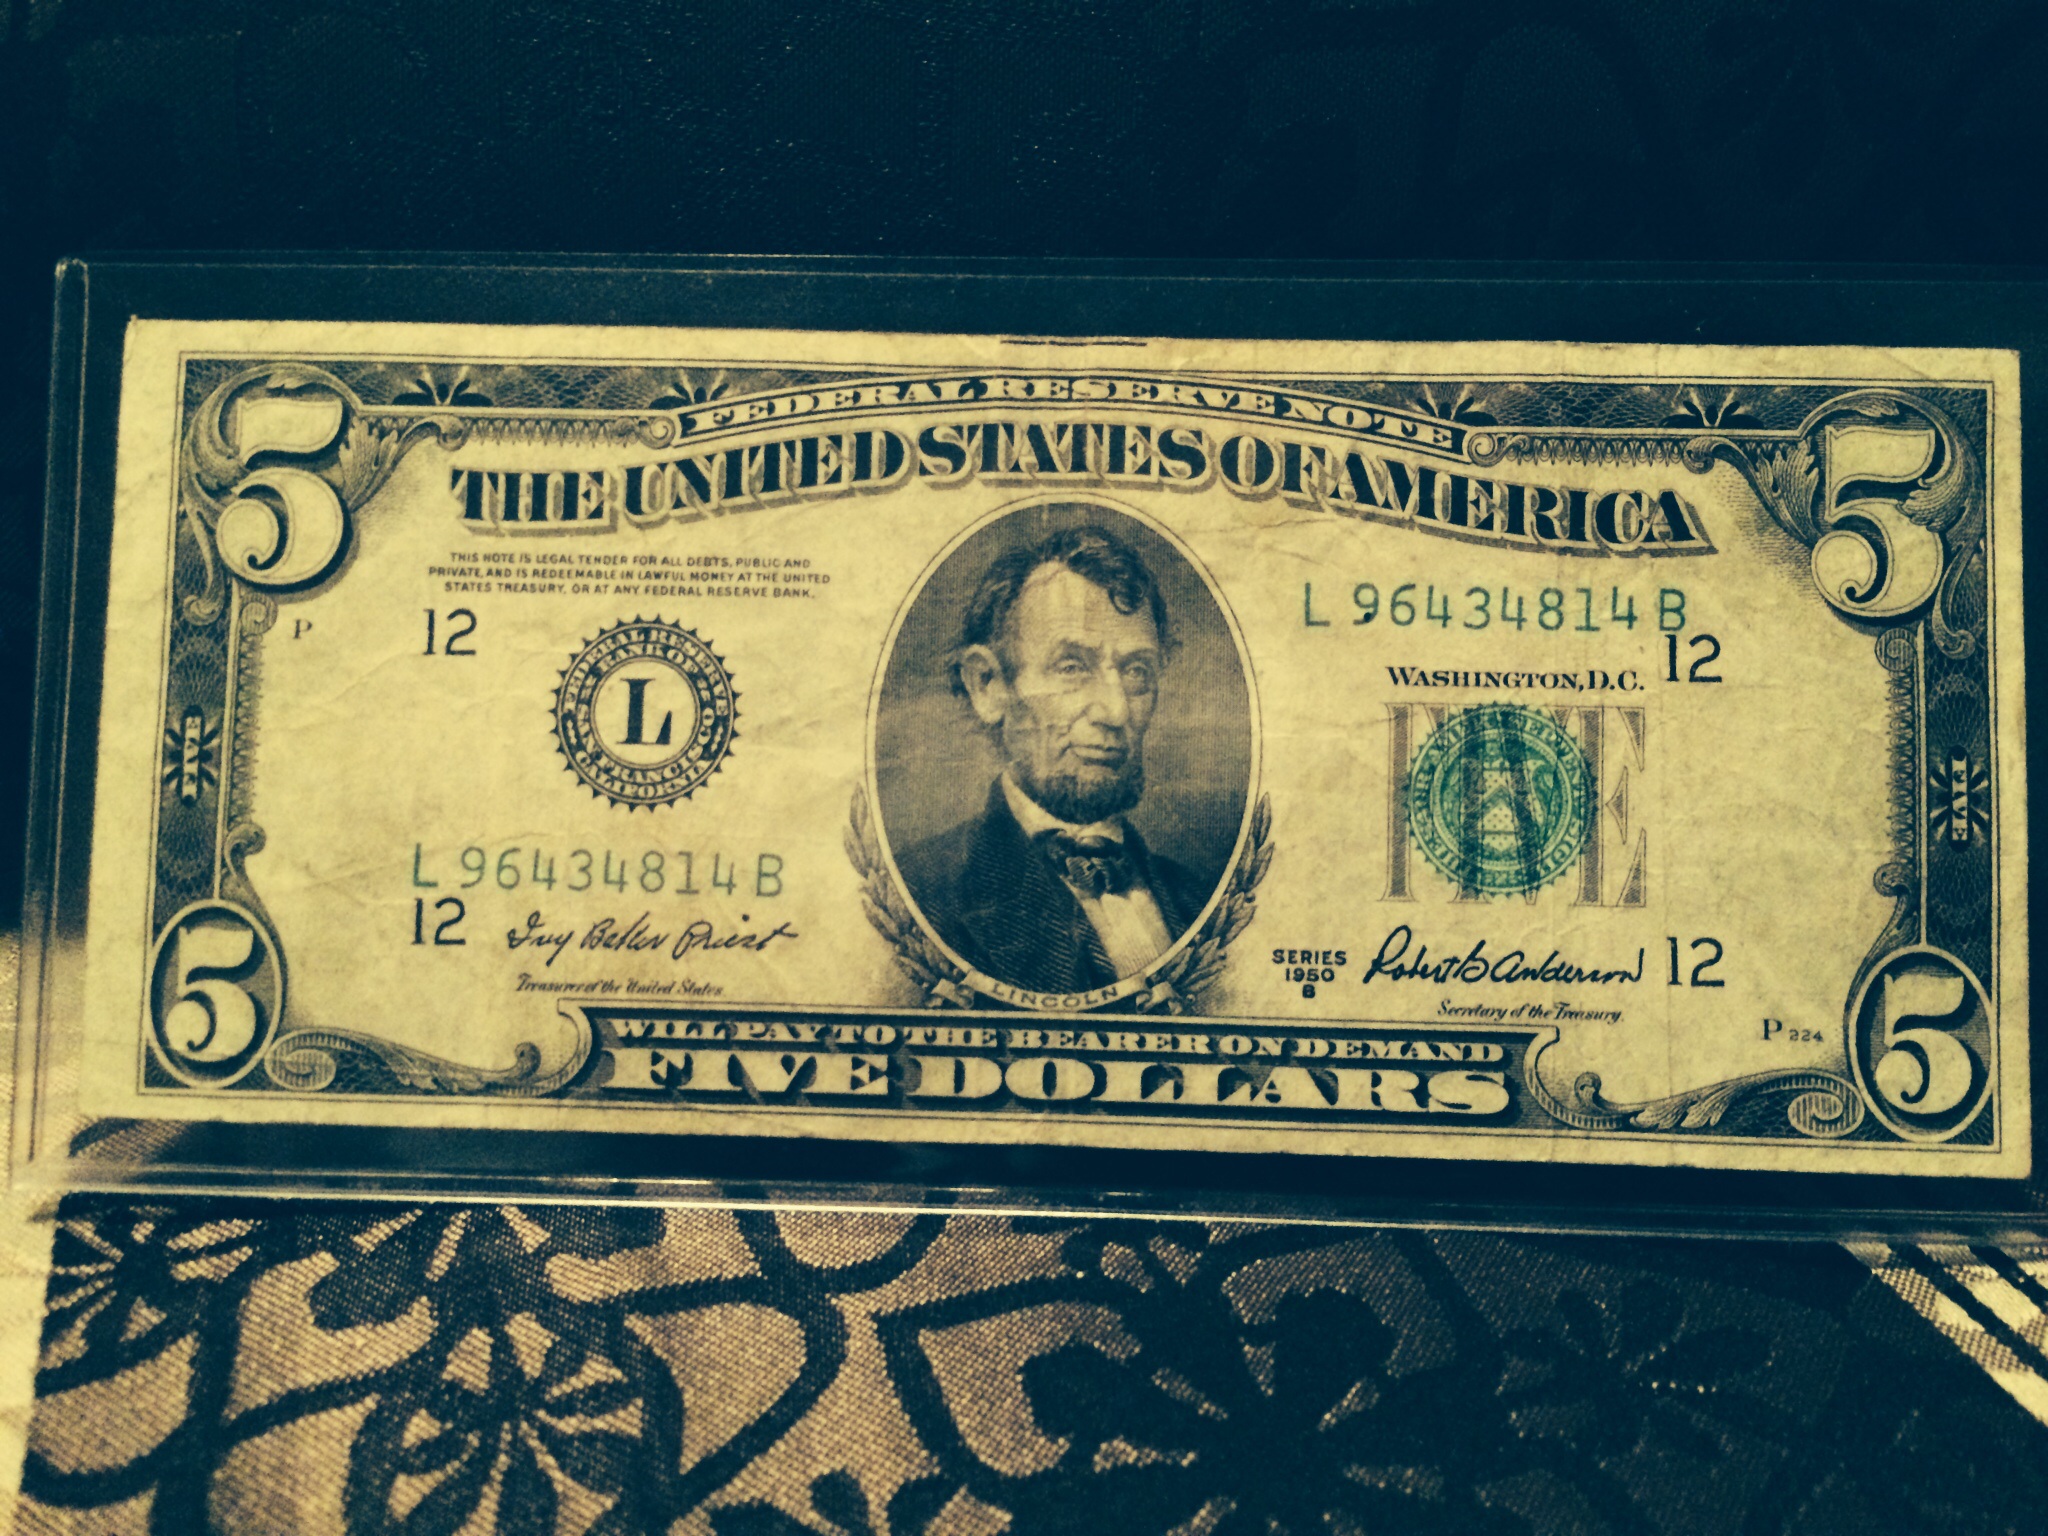 FEDERAL RESERVE NOTE
THE UNITED STATES OF AMERICA
5
5
THIS NOTE IS LEGAL TENDER FOR ALL DEBTS, PUBLIC AND
PRIVATE, AND IS REDEEMABLE IN LAWFUL MONEY AT THE UNITED
STATES TREASURY, OR AT ANY FEDERAL RESERVE BANK.
P
12
L 96434814 B
12
WASHINGTON, D.C.
FEDERAL RESERVE
BANK OF
SAN FRANCISCO
CALIFORNIA
L
FIVE
FIVE
FIVE
L 96434814 B
12
Ivy Baker Priest
Treasurer of the United States
LINCOLN
SERIES
1950
B
Robert B Anderson
Secretary of the Treasury.
12
P 224
5
WILL PAY TO THE BEARER ON DEMAND
FIVE DOLLARS
5